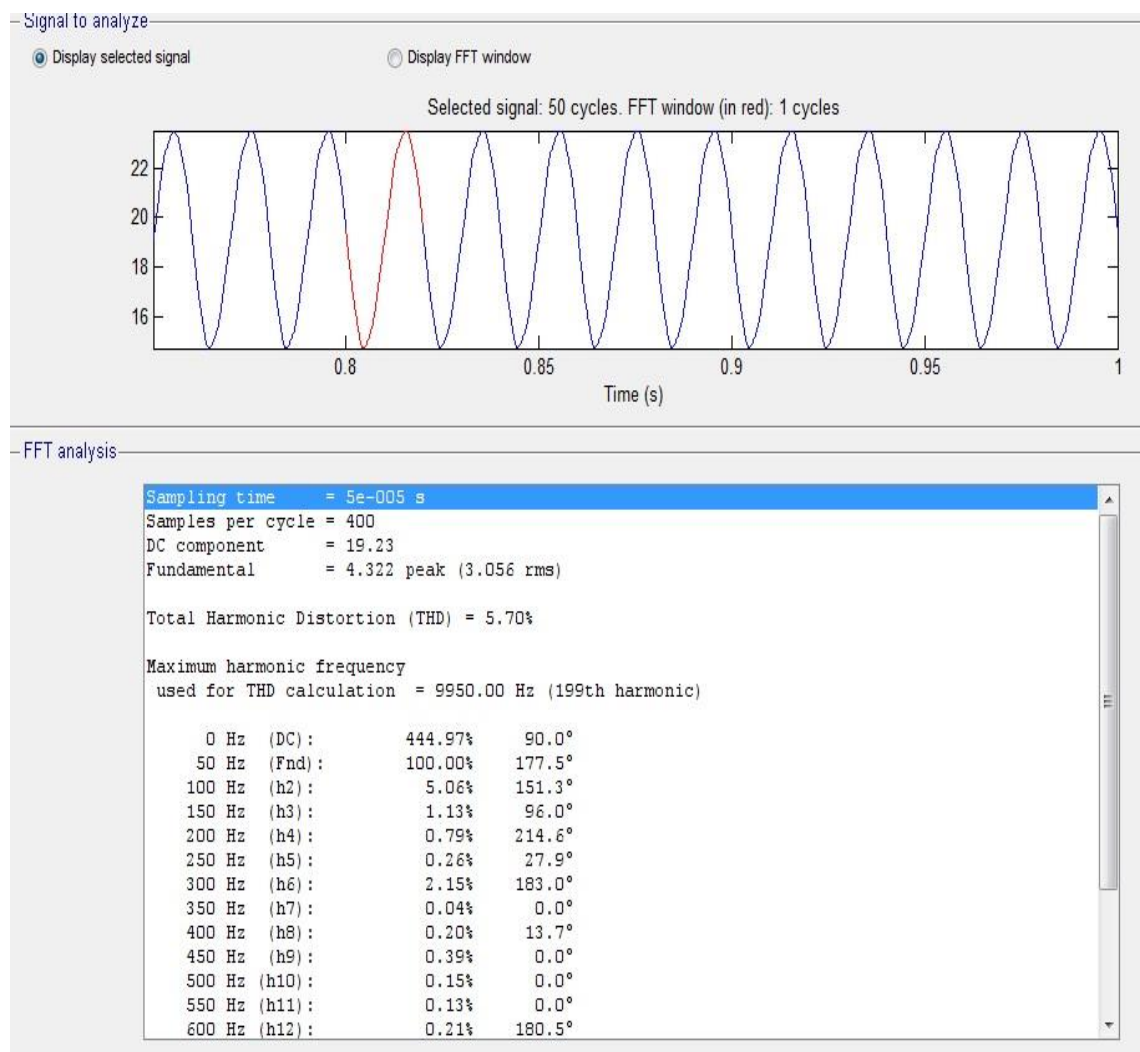 Signal to analyze
Display selected signal Display FFT window
Selected signal: 50 cycles. FFT window (in red): 1 cycles
22
20
18
16
0.8 0.85 0.9 0.95 1
Time (s)
FFT analysis
Sampling time = 5e-005 s
Samples per cycle = 400
DC component = 19.23
Fundamental = 4.322 peak (3.056 rms)
Total Harmonic Distortion (THD) = 5.70%
Maximum harmonic frequency
used for THD calculation = 9950.00 Hz (199th harmonic)
0 Hz (DC): 444.97% 90.0°
50 Hz (Fnd): 100.00% 177.5°
100 Hz (h2): 5.06% 151.3°
150 Hz (h3): 1.13% 96.0°
200 Hz (h4): 0.79% 214.6°
250 Hz (h5): 0.26% 27.9°
300 Hz (h6): 2.15% 183.0°
350 Hz (h7): 0.04% 0.0°
400 Hz (h8): 0.20% 13.7°
450 Hz (h9): 0.39% 0.0°
500 Hz (h10): 0.15% 0.0°
550 Hz (h11): 0.13% 0.0°
600 Hz (h12): 0.21% 180.5°